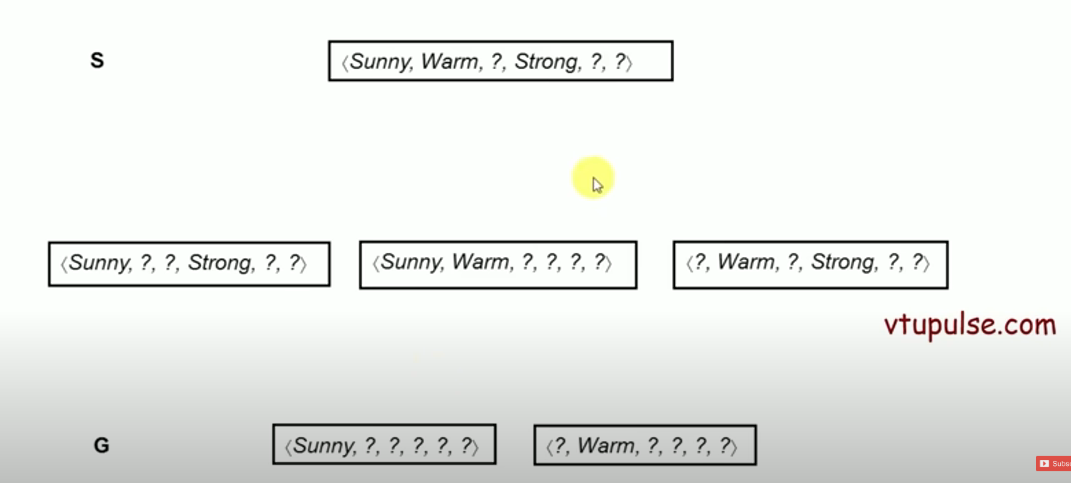 S
⟨Sunny, Warm, ?, Strong, ?, ?⟩
⟨Sunny, ?, ?, Strong, ?, ?⟩
⟨Sunny, Warm, ?, ?, ?, ?⟩
⟨?, Warm, ?, Strong, ?, ?⟩
vtupulse.com
G
⟨Sunny, ?, ?, ?, ?, ?⟩
⟨?, Warm, ?, ?, ?, ?⟩